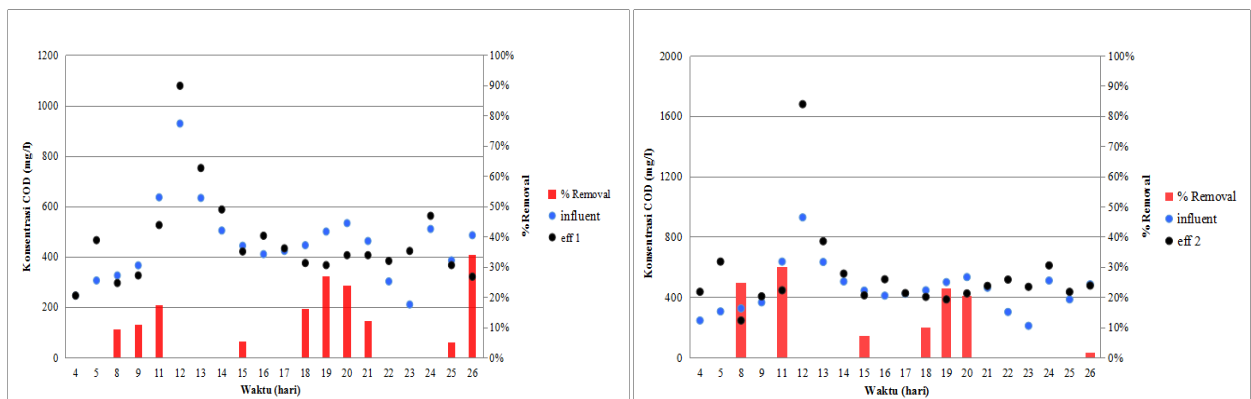 1200
1000
800
600
400
200
0
100%
90%
80%
70%
60%
50%
40%
30%
20%
10%
0%
Konsentrasi COD (mg/l)
%Removal
4 5 8 9 11 12 13 14 15 16 17 18 19 20 21 22 23 24 25 26
Waktu (hari)
% Removal
influent
eff 1
2000
1600
1200
800
400
0
100%
90%
80%
70%
60%
50%
40%
30%
20%
10%
0%
Konsentrasi COD (mg/l)
%Removal
4 5 8 9 11 12 13 14 15 16 17 18 19 20 21 22 23 24 25 26
Waktu (hari)
% Removal
influent
eff 2